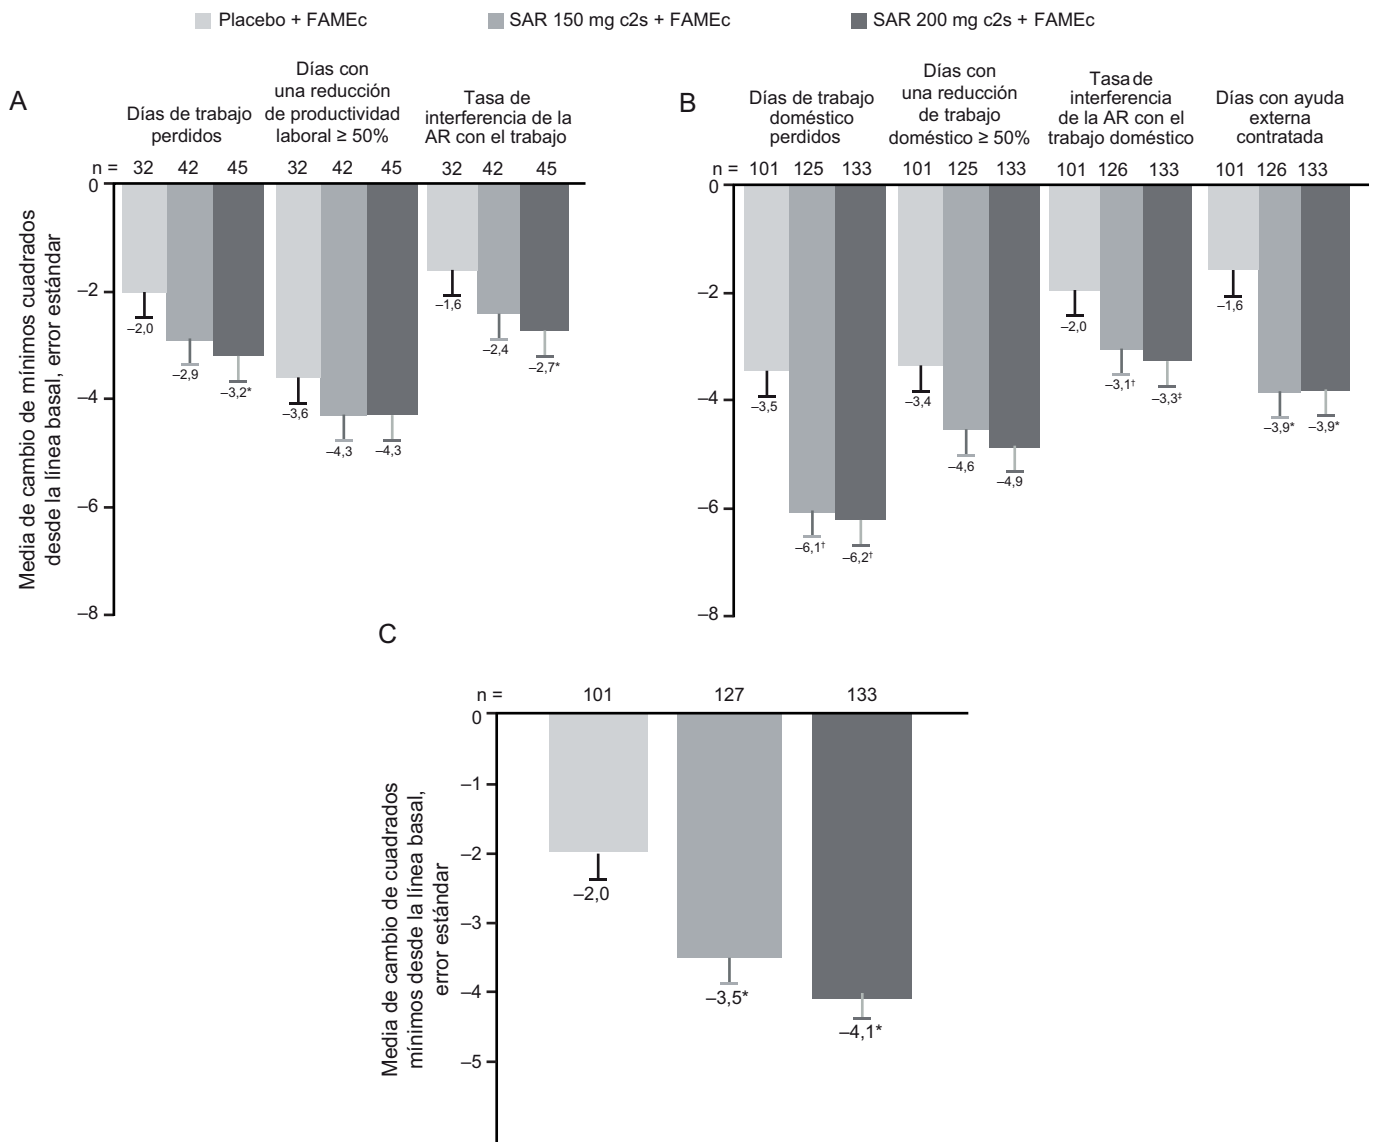 Placebo + FAMEc
SAR 150 mg c2s + FAMEc
SAR 200 mg c2s + FAMEc
A
Días de trabajo
perdidos
Días con
una reducción
de productividad
laboral ≥ 50%
Tasa de
interferencia de la
AR con el trabajo
n = 32 42 45 32 42 45 32 42 45
0
–2
–4
–6
–8
Media de cambio de mínimos cuadrados
desde la línea basal, error estándar
–2,0
–2,9
–3,2*
–3,6
–4,3
–4,3
–1,6
–2,4
–2,7*
B
Días de trabajo
doméstico
perdidos
Días con
una reducción
de trabajo
doméstico ≥ 50%
Tasa de
interferencia
de la AR con el
trabajo doméstico
Días con ayuda
externa
contratada
n = 101 125 133 101 125 133 101 126 133 101 126 133
0
–2
–4
–6
–8
–3,5
–6,1†
–6,2†
–3,4
–4,6
–4,9
–2,0
–3,1†
–3,3‡
–1,6
–3,9*
–3,9*
C
n = 101 127 133
0
–1
–2
–3
–4
–5
Media de cambio de cuadrados
mínimos desde la línea basal,
error estándar
–2,0
–3,5*
–4,1*